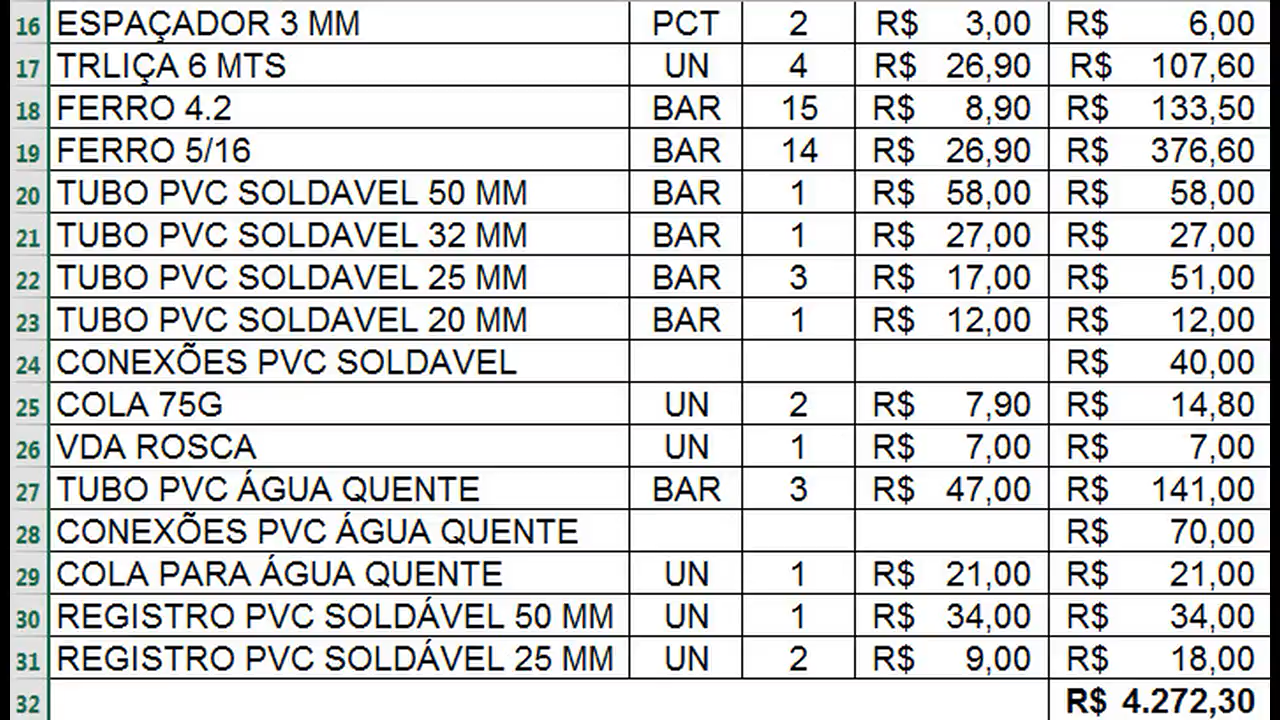 16 ESPAÇADOR 3 MM PCT 2 R$ 3,00 R$ 6,00
17 TRLIÇA 6 MTS UN 4 R$ 26,90 R$ 107,60
18 FERRO 4.2 BAR 15 R$ 8,90 R$ 133,50
19 FERRO 5/16 BAR 14 R$ 26,90 R$ 376,60
20 TUBO PVC SOLDAVEL 50 MM BAR 1 R$ 58,00 R$ 58,00
21 TUBO PVC SOLDAVEL 32 MM BAR 1 R$ 27,00 R$ 27,00
22 TUBO PVC SOLDAVEL 25 MM BAR 3 R$ 17,00 R$ 51,00
23 TUBO PVC SOLDAVEL 20 MM BAR 1 R$ 12,00 R$ 12,00
24 CONEXÕES PVC SOLDAVEL R$ 40,00
25 COLA 75G UN 2 R$ 7,90 R$ 14,80
26 VDA ROSCA UN 1 R$ 7,00 R$ 7,00
27 TUBO PVC ÁGUA QUENTE BAR 3 R$ 47,00 R$ 141,00
28 CONEXÕES PVC ÁGUA QUENTE R$ 70,00
29 COLA PARA ÁGUA QUENTE UN 1 R$ 21,00 R$ 21,00
30 REGISTRO PVC SOLDÁVEL 50 MM UN 1 R$ 34,00 R$ 34,00
31 REGISTRO PVC SOLDÁVEL 25 MM UN 2 R$ 9,00 R$ 18,00
32 R$ 4.272,30